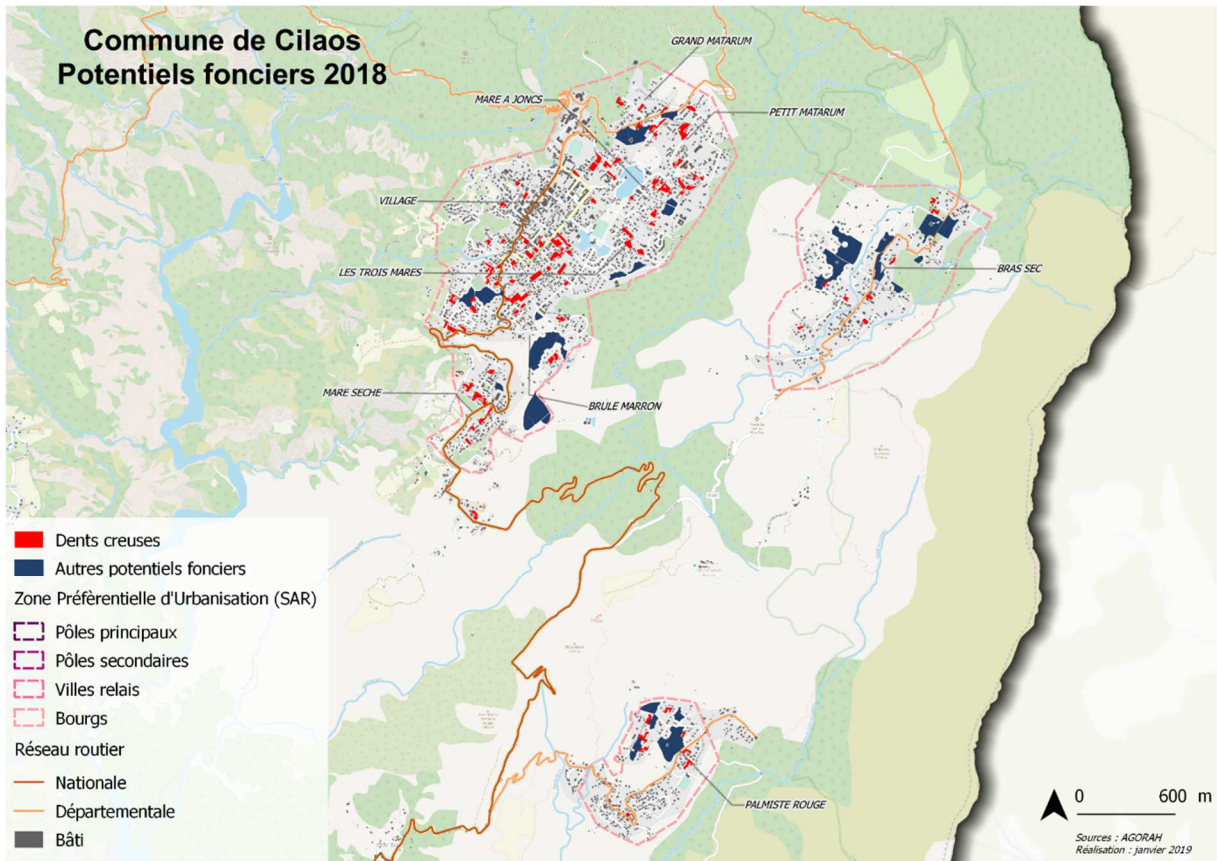 Commune de Cilaos
Potentiels fonciers 2018
GRAND MATARUM
MARE A JONCS
PETIT MATARUM
VILLAGE
LES TROIS MARES
BRAS SEC
MARE SECHE
BRULE MARRON
PALMISTE ROUGE
Dents creuses
Autres potentiels fonciers
Zone Préfèrentielle d'Urbanisation (SAR)
Pôles principaux
Pôles secondaires
Villes relais
Bourgs
Réseau routier
Nationale
Départementale
Bâti
0 600 m
Sources : AGORAH
Réalisation : janvier 2019